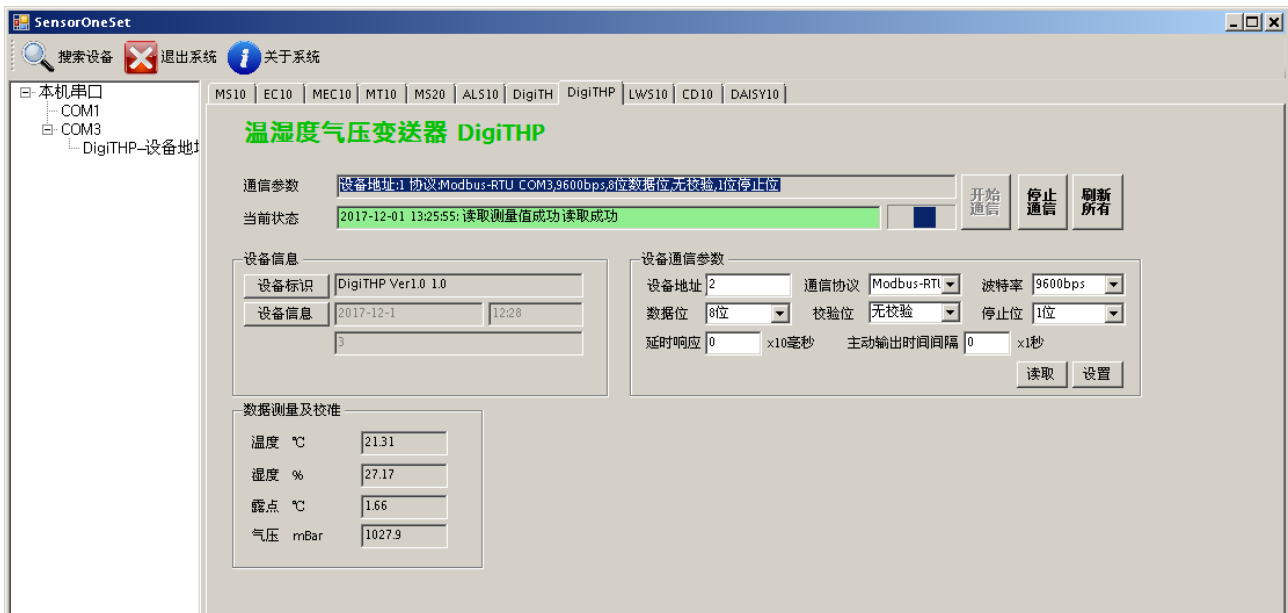 SensorOneSet
搜索设备 退出系统 关于系统
本机串口
COM1
COM3
DigiTHP--设备地
MS10 EC10 MEC10 MT10 MS20 ALS10 DigiTH DigiTHP LWS10 CD10 DAISY10
温湿度气压变送器 DigiTHP
通信参数 设备地址:1 协议:Modbus-RTU COM3,9600bps,8位数据位,无校验,1位停止位
当前状态 2017-12-01 13:25:55: 读取测量值成功 读取成功
开始通信 停止通信 刷新所有
设备信息
设备标识 DigiTHP Ver1.0 1.0
设备信息 2017-12-1 12:28
3
设备通信参数
设备地址 2 通信协议 Modbus-RTU 波特率 9600bps
数据位 8位 校验位 无校验 停止位 1位
延时响应 0 x10毫秒 主动输出时间间隔 0 x1秒
读取 设置
数据测量及校准
温度 ℃ 21.31
湿度 % 27.17
露点 ℃ 1.66
气压 mBar 1027.9